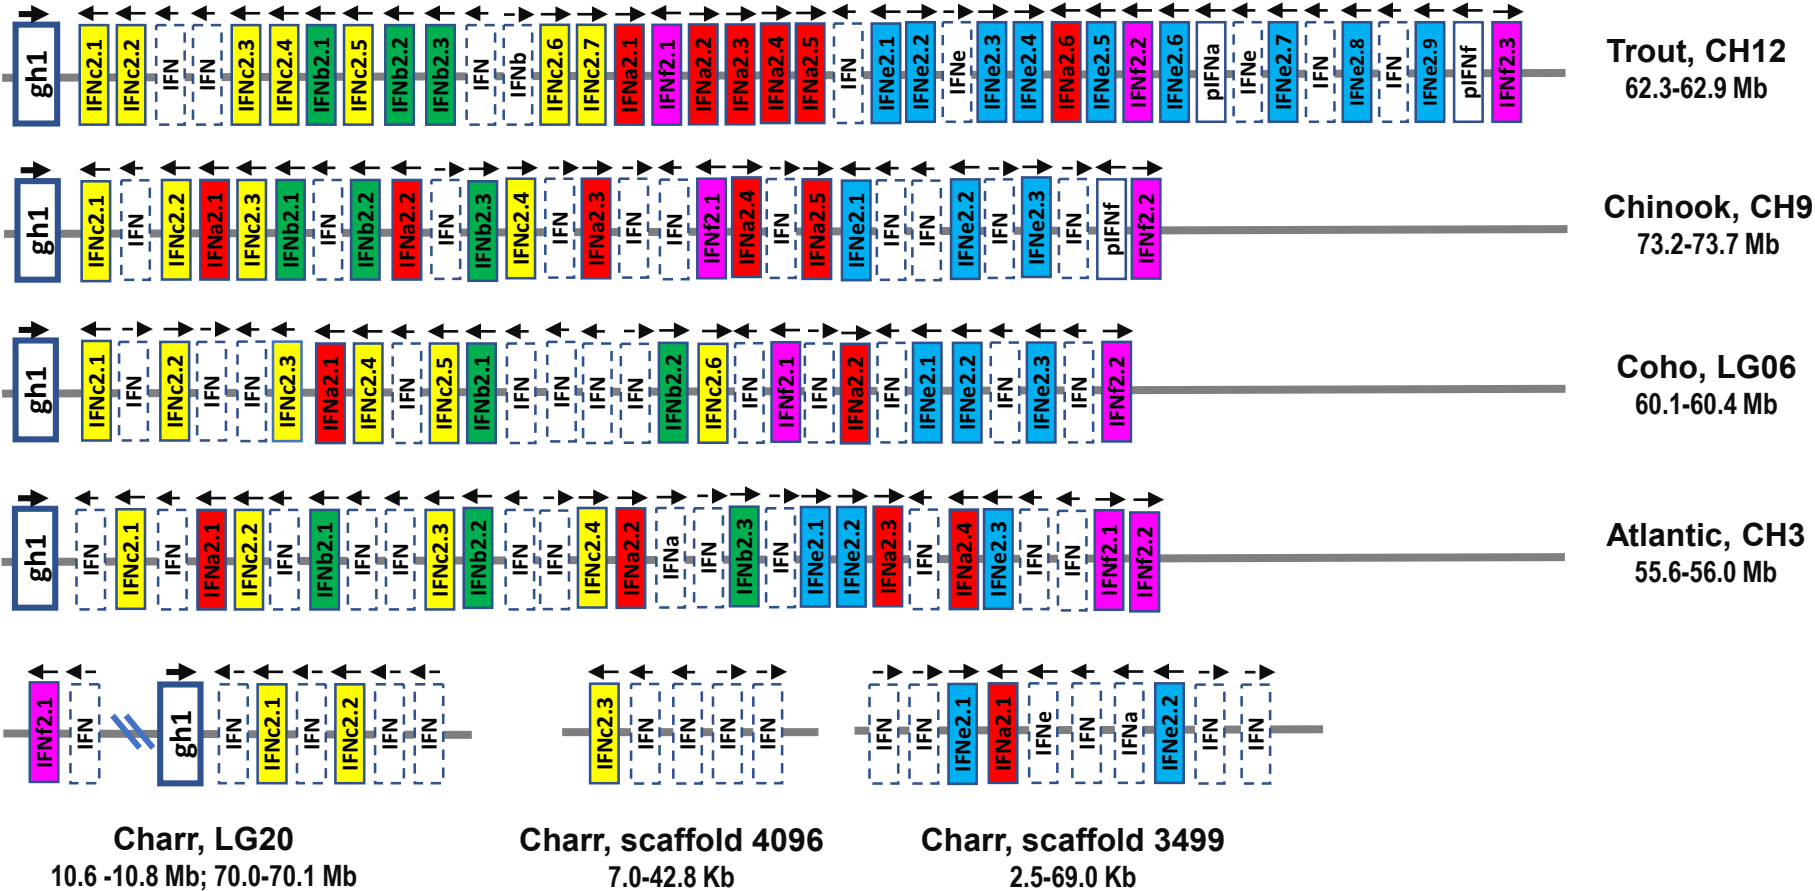 gh1 IFNc2.1 IFNc2.2 IFN IFN IFNc2.3 IFNc2.4 IFNb2.1 IFNc2.5 IFNb2.2 IFNb2.3 IFN IFNb IFNc2.6 IFNc2.7 IFNa2.1 IFNf2.1 IFNa2.2 IFNa2.3 IFNa2.4 IFNa2.5 IFN IFNe2.1 IFNe2.2 IFNe IFNe2.3 IFNe2.4 IFNa2.6 IFNe2.5 IFNf2.2 IFNe2.6 pIFNa IFNe IFNe2.7 IFN IFNe2.8 IFN IFNe2.9 pIFNf IFNf2.3
Trout, CH12
62.3-62.9 Mb
gh1 IFNc2.1 IFN IFNc2.2 IFNa2.1 IFNc2.3 IFNb2.1 IFN IFNb2.2 IFNa2.2 IFN IFNb2.3 IFNc2.4 IFN IFNa2.3 IFN IFN IFNf2.1 IFNa2.4 IFN IFNa2.5 IFNe2.1 IFN IFN IFNe2.2 IFN IFNe2.3 IFN pIFNf IFNf2.2
Chinook, CH9
73.2-73.7 Mb
gh1 IFNc2.1 IFN IFNc2.2 IFN IFN IFNc2.3 IFNa2.1 IFNc2.4 IFN IFNc2.5 IFNb2.1 IFN IFN IFN IFN IFNb2.2 IFNc2.6 IFN IFNf2.1 IFN IFNa2.2 IFN IFNe2.1 IFNe2.2 IFN IFNe2.3 IFN IFNf2.2
Coho, LG06
60.1-60.4 Mb
gh1 IFN IFNc2.1 IFN IFNa2.1 IFNc2.2 IFN IFNb2.1 IFN IFN IFNc2.3 IFNb2.2 IFN IFN IFNc2.4 IFNa2.2 IFNa IFN IFNb2.3 IFN IFNe2.1 IFNe2.2 IFNa2.3 IFN IFNa2.4 IFNe2.3 IFN IFN IFNf2.1 IFNf2.2
Atlantic, CH3
55.6-56.0 Mb
IFNf2.1 IFN gh1 IFN IFNc2.1 IFN IFNc2.2 IFN IFN
Charr, LG20
10.6 -10.8 Mb; 70.0-70.1 Mb
IFNc2.3 IFN IFN IFN IFN
Charr, scaffold 4096
7.0-42.8 Kb
IFN IFN IFNe2.1 IFNa2.1 IFNe IFN IFNa IFNe2.2 IFN IFN
Charr, scaffold 3499
2.5-69.0 Kb